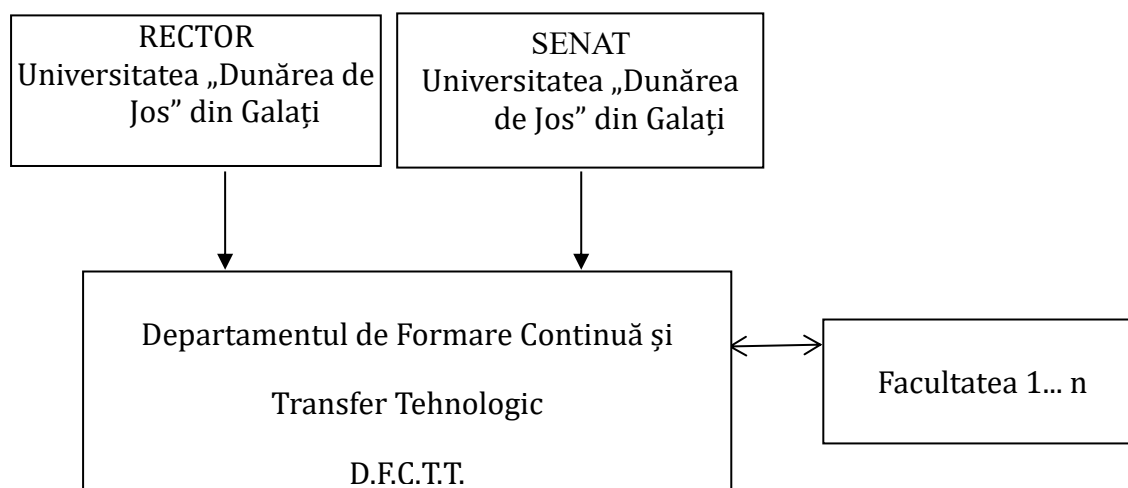 RECTOR
Universitatea „Dunărea de
Jos” din Galați
SENAT
Universitatea „Dunărea
de Jos” din Galați
Departamentul de Formare Continuă și
Transfer Tehnologic
D.F.C.T.T.
Facultatea 1... n